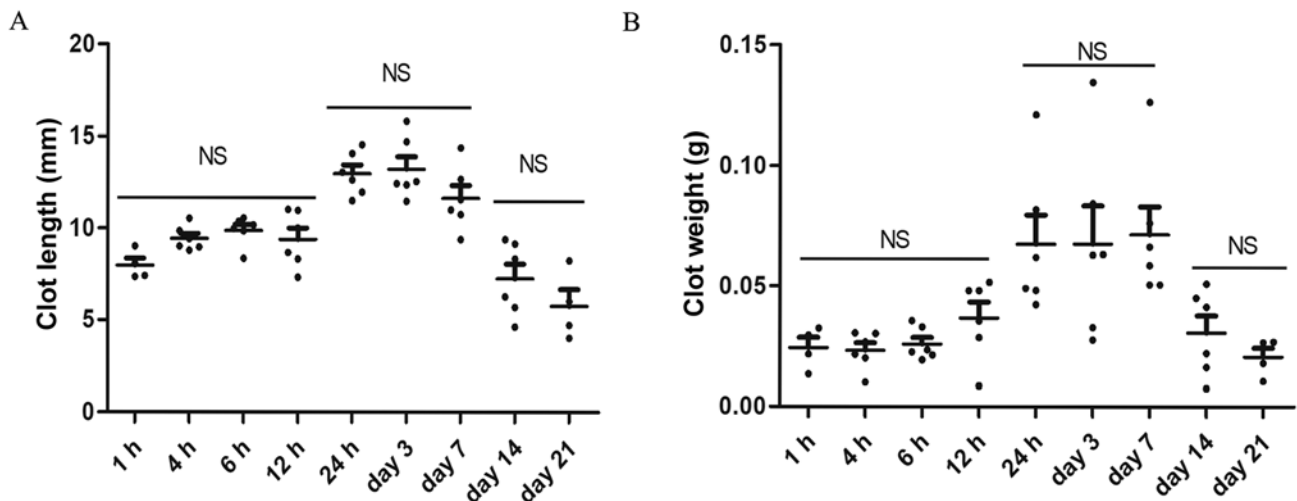 A
Clot length (mm)
20
15
10
5
0
NS
NS
NS
1 h
4 h
6 h
12 h
24 h
day 3
day 7
day 14
day 21
B
Clot weight (g)
0.15
0.10
0.05
0.00
NS
NS
NS
1 h
4 h
6 h
12 h
24 h
day 3
day 7
day 14
day 21